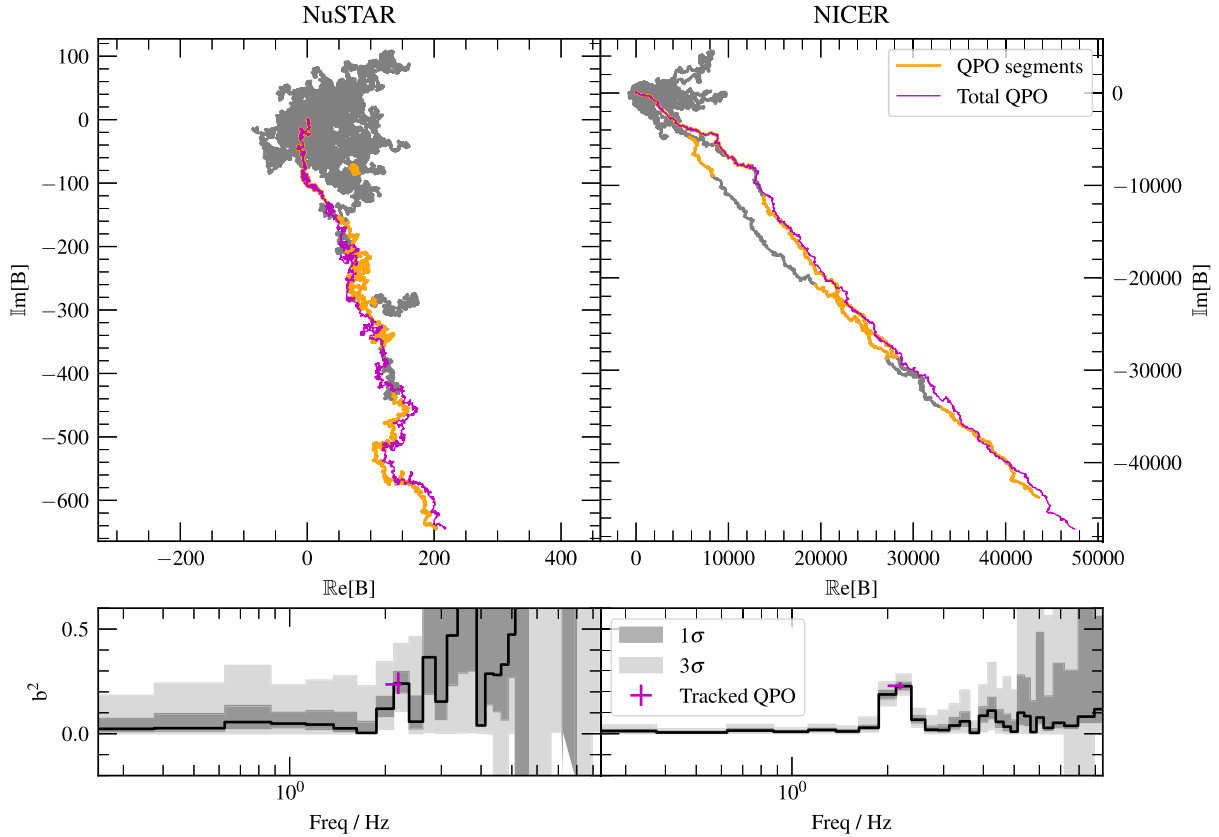 NuSTAR
NICER
100
0
−100
−200
−300
−400
−500
−600
𝕀m[B]
−200
0
200
400
ℝe[B]
QPO segments
Total QPO
0
−10000
−20000
−30000
−40000
𝕀m[B]
0
10000
20000
30000
40000
50000
ℝe[B]
0.5
0.0
b²
10⁰
Freq / Hz
1σ
3σ
Tracked QPO
10⁰
Freq / Hz